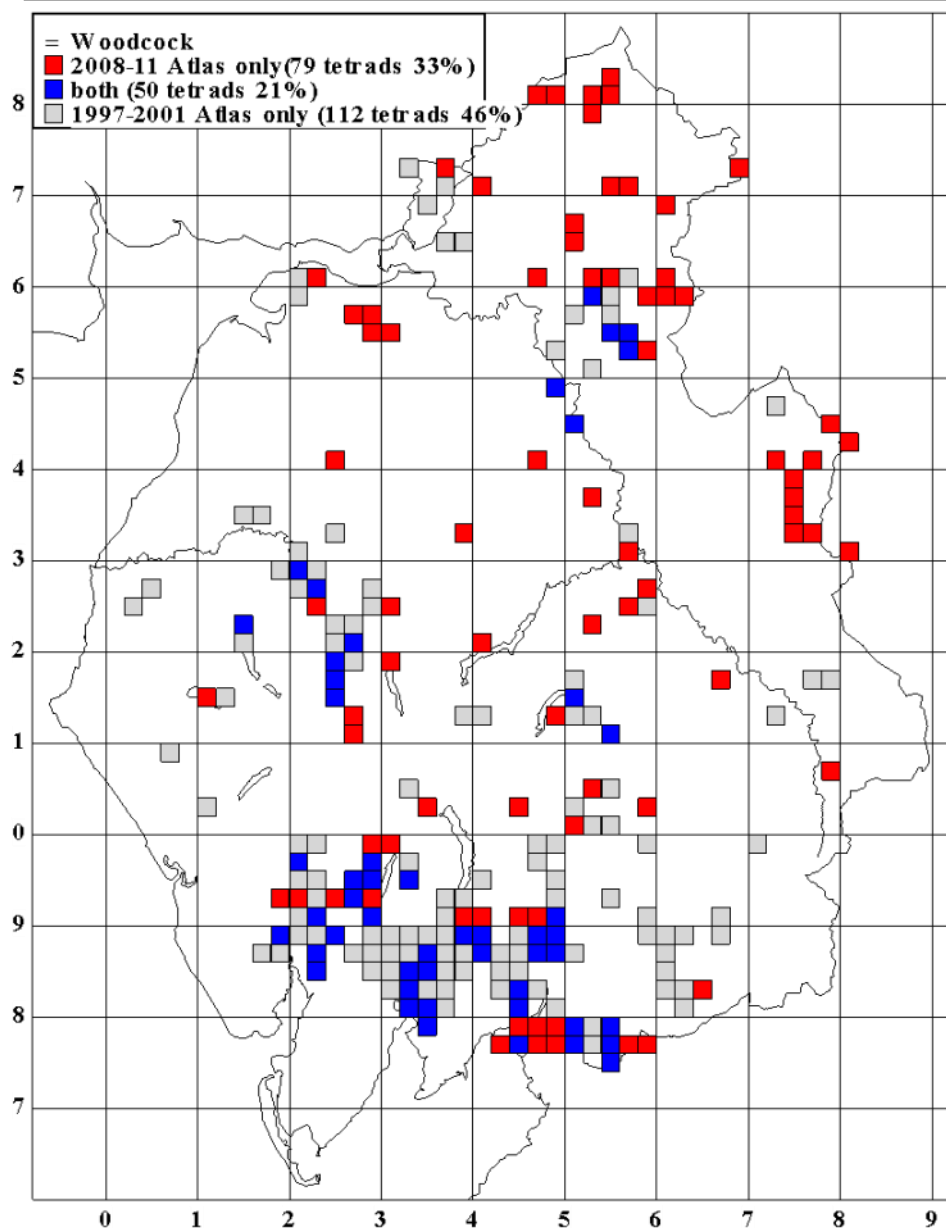 = Woodcock
2008-11 Atlas only(79 tetrads 33%)
both (50 tetrads 21%)
1997-2001 Atlas only (112 tetrads 46%)
8
7
6
5
4
3
2
1
0
9
8
7
0 1 2 3 4 5 6 7 8 9